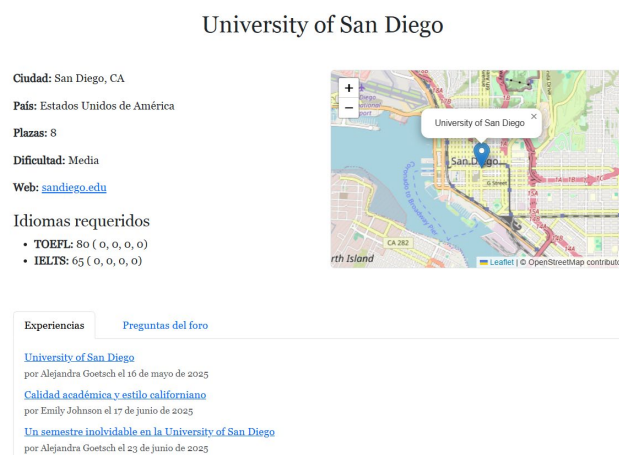 University of San Diego
Ciudad: San Diego, CA
País: Estados Unidos de América
Plazas: 8
Dificultad: Media
Web: sandiego.edu
Idiomas requeridos
• TOEFL: 80 ( 0, 0, 0, 0)
• IELTS: 65 ( 0, 0, 0, 0)
+
−
University of San Diego
×
San Diego
G Street
Coronado to Broadway Pier
CA 282
rth Island
Leaflet | © OpenStreetMap contributo
Experiencias
Preguntas del foro
University of San Diego
por Alejandra Goetsch el 16 de mayo de 2025
Calidad académica y estilo californiano
por Emily Johnson el 17 de junio de 2025
Un semestre inolvidable en la University of San Diego
por Alejandra Goetsch el 23 de junio de 2025